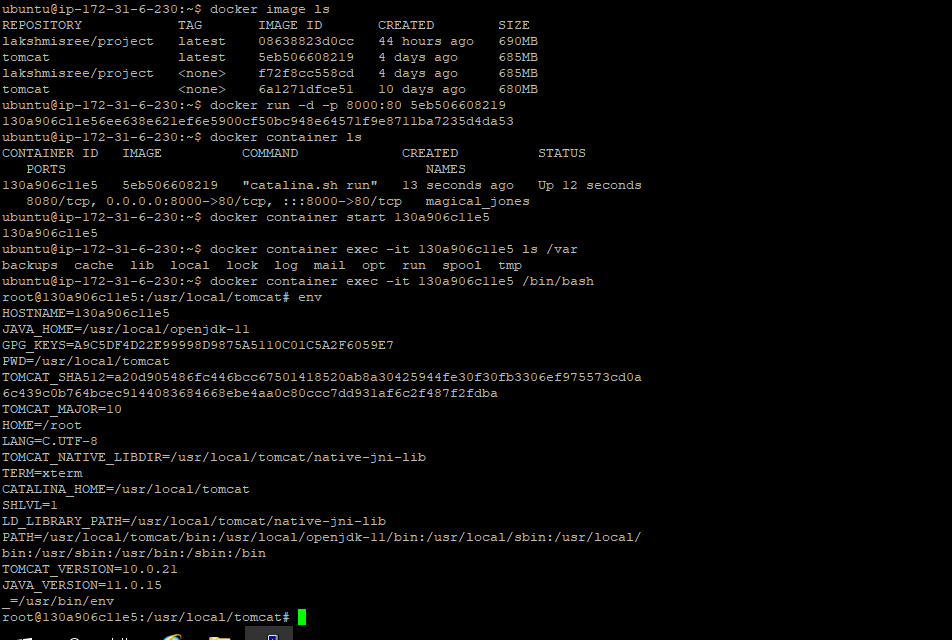 ubuntu@ip-172-31-6-230:~$ docker image ls
REPOSITORY            TAG       IMAGE ID       CREATED        SIZE
lakshmisree/project   latest    08638823d0cc   44 hours ago   690MB
tomcat                latest    5eb506608219   4 days ago     685MB
lakshmisree/project   <none>    f72f8cc558cd   4 days ago     685MB
tomcat                <none>    6a1271dfce51   10 days ago    680MB
ubuntu@ip-172-31-6-230:~$ docker run -d -p 8000:80 5eb506608219
130a906c11e56ee638e621ef6e5900cf50bc948e64571f9e8711ba7235d4da53
ubuntu@ip-172-31-6-230:~$ docker container ls
CONTAINER ID   IMAGE          COMMAND             CREATED          STATUS
   PORTS                                             NAMES
130a906c11e5   5eb506608219   "catalina.sh run"   13 seconds ago   Up 12 seconds
   8080/tcp, 0.0.0.0:8000->80/tcp, :::8000->80/tcp   magical_jones
ubuntu@ip-172-31-6-230:~$ docker container start 130a906c11e5
130a906c11e5
ubuntu@ip-172-31-6-230:~$ docker container exec -it 130a906c11e5 ls /var
backups  cache  lib  local  lock  log  mail  opt  run  spool  tmp
ubuntu@ip-172-31-6-230:~$ docker container exec -it 130a906c11e5 /bin/bash
root@130a906c11e5:/usr/local/tomcat# env
HOSTNAME=130a906c11e5
JAVA_HOME=/usr/local/openjdk-11
GPG_KEYS=A9C5DF4D22E99998D9875A5110C01C5A2F6059E7
PWD=/usr/local/tomcat
TOMCAT_SHA512=a20d905486fc446bcc67501418520ab8a30425944fe30f30fb3306ef975573cd0a
6c439c0b764bcec9144083684668ebe4aa0c80ccc7dd931af6c2f487f2fdba
TOMCAT_MAJOR=10
HOME=/root
LANG=C.UTF-8
TOMCAT_NATIVE_LIBDIR=/usr/local/tomcat/native-jni-lib
TERM=xterm
CATALINA_HOME=/usr/local/tomcat
SHLVL=1
LD_LIBRARY_PATH=/usr/local/tomcat/native-jni-lib
PATH=/usr/local/tomcat/bin:/usr/local/openjdk-11/bin:/usr/local/sbin:/usr/local/
bin:/usr/sbin:/usr/bin:/sbin:/bin
TOMCAT_VERSION=10.0.21
JAVA_VERSION=11.0.15
_=/usr/bin/env
root@130a906c11e5:/usr/local/tomcat#